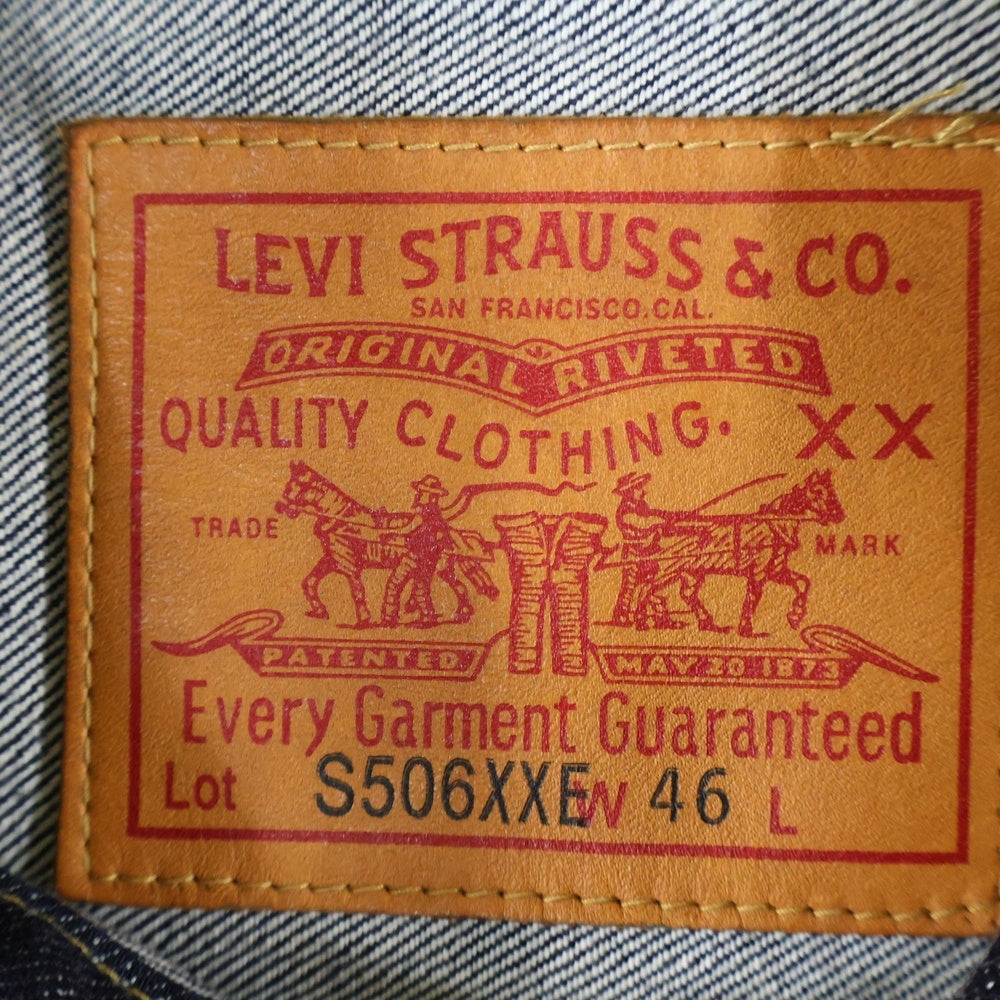 LEVI STRAUSS & CO.
SAN FRANCISCO.CAL.
ORIGINAL RIVETED
QUALITY CLOTHING. XX
TRADE MARK
PATENTED. MAY 20 1873
Every Garment Guaranteed
Lot S506XXE W 46 L